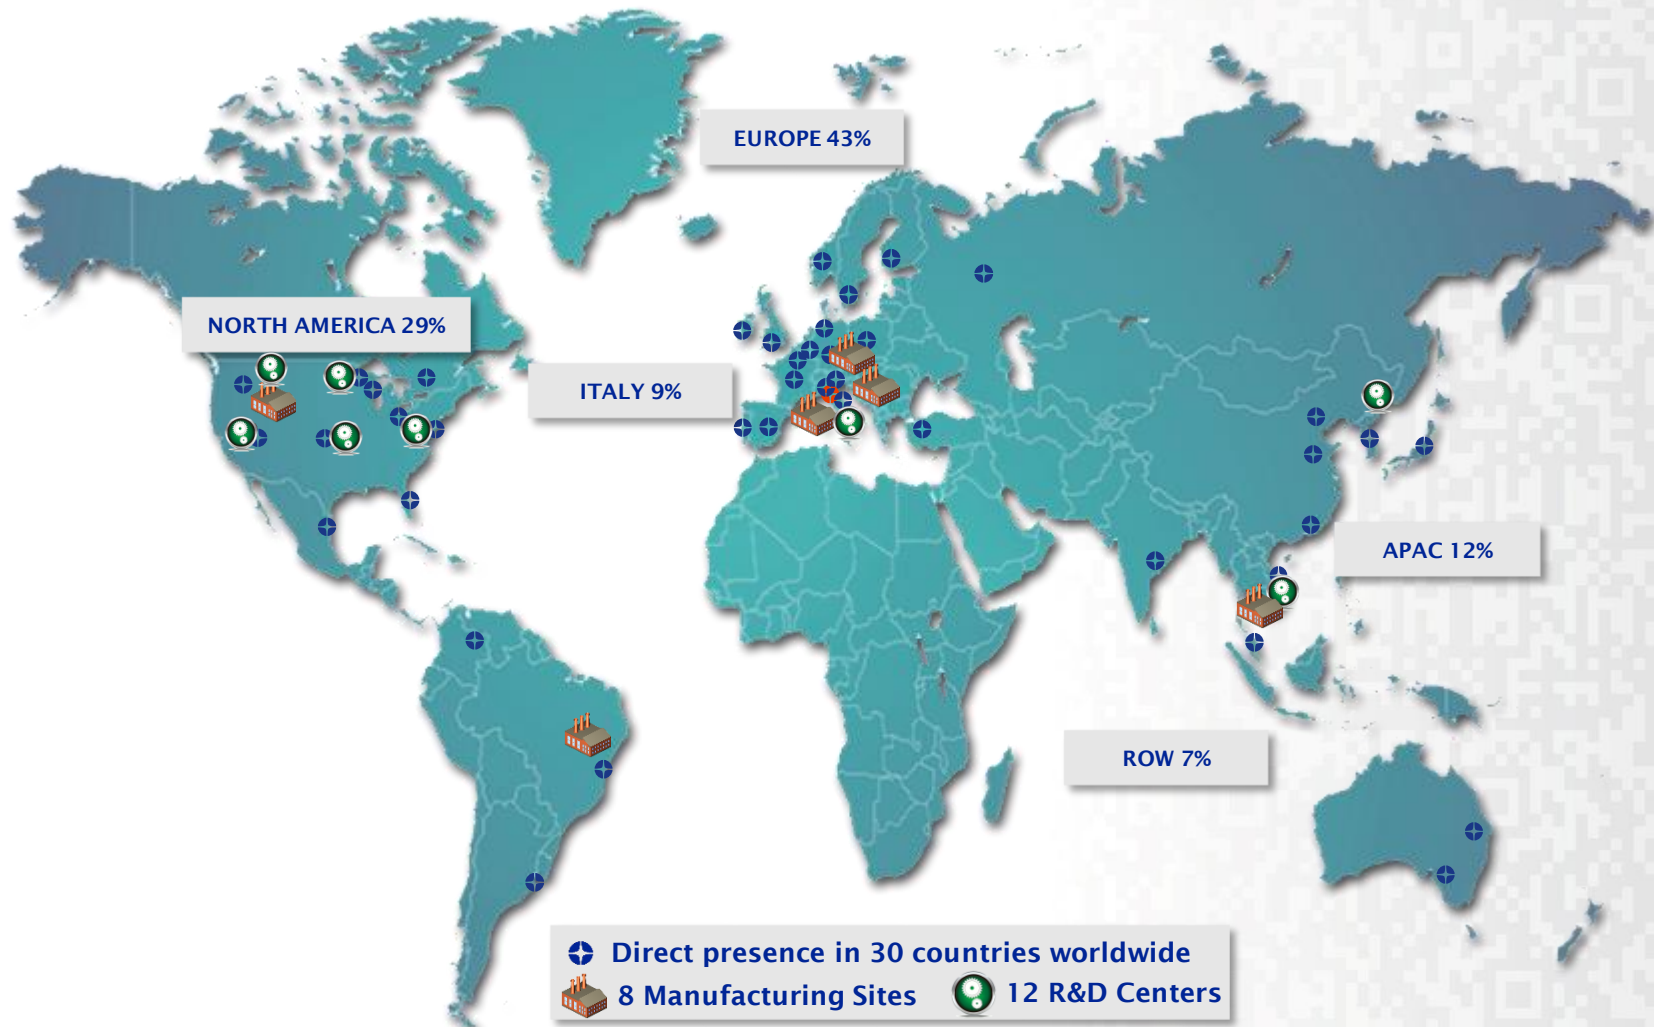 EUROPE 43%
NORTH AMERICA 29%
ITALY 9%
APAC 12%
ROW 7%
Direct presence in 30 countries worldwide
8 Manufacturing Sites
12 R&D Centers